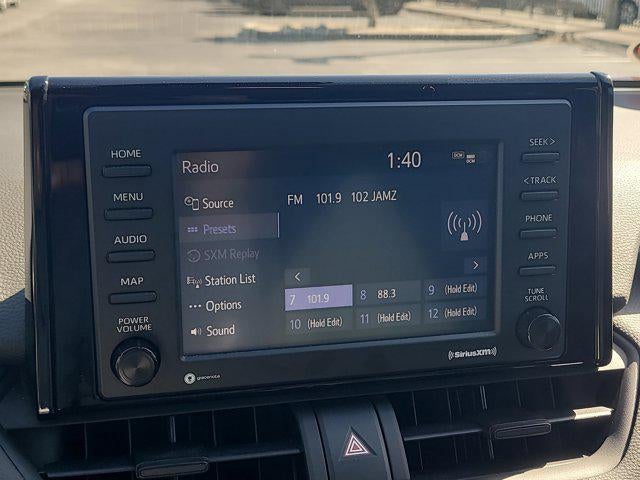 HOME
MENU
AUDIO
MAP
POWER
VOLUME
Radio
1:40
DCM
DCM
Source
Presets
SXM Replay
Station List
Options
Sound
FM 101.9 102 JAMZ
<
>
7 101.9
8 88.3
9 (Hold Edit)
10 (Hold Edit)
11 (Hold Edit)
12 (Hold Edit)
gracenote
((SiriusXM))
SEEK >
< TRACK
PHONE
APPS
TUNE
SCROLL